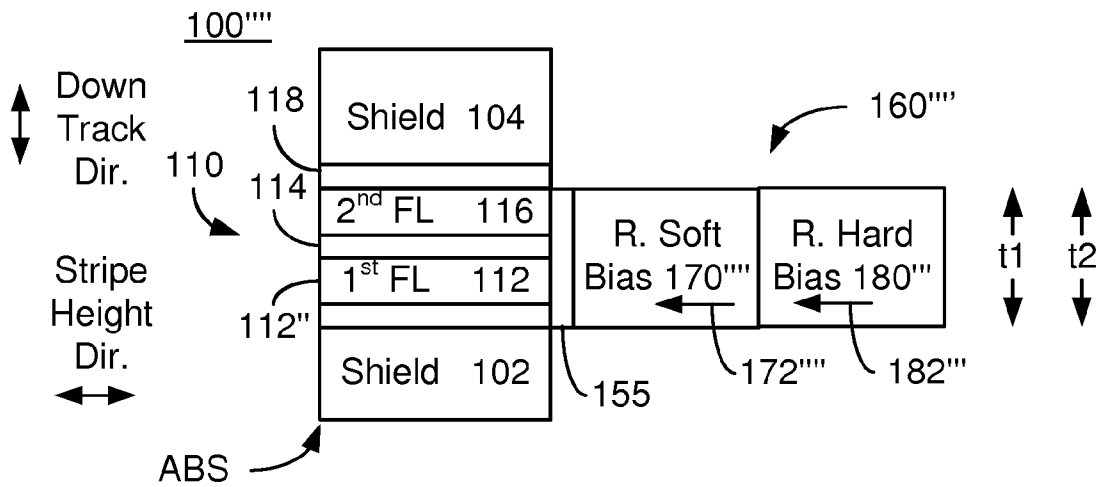 100''''
Down
Track
Dir.
118
Shield 104
160'''''
110
114
2nd FL 116
R. Soft
Bias 170''''
R. Hard
Bias 180'''
t1
t2
1st FL 112
Stripe
Height
Dir.
112"
Shield 102
155
172''''
182'''
ABS